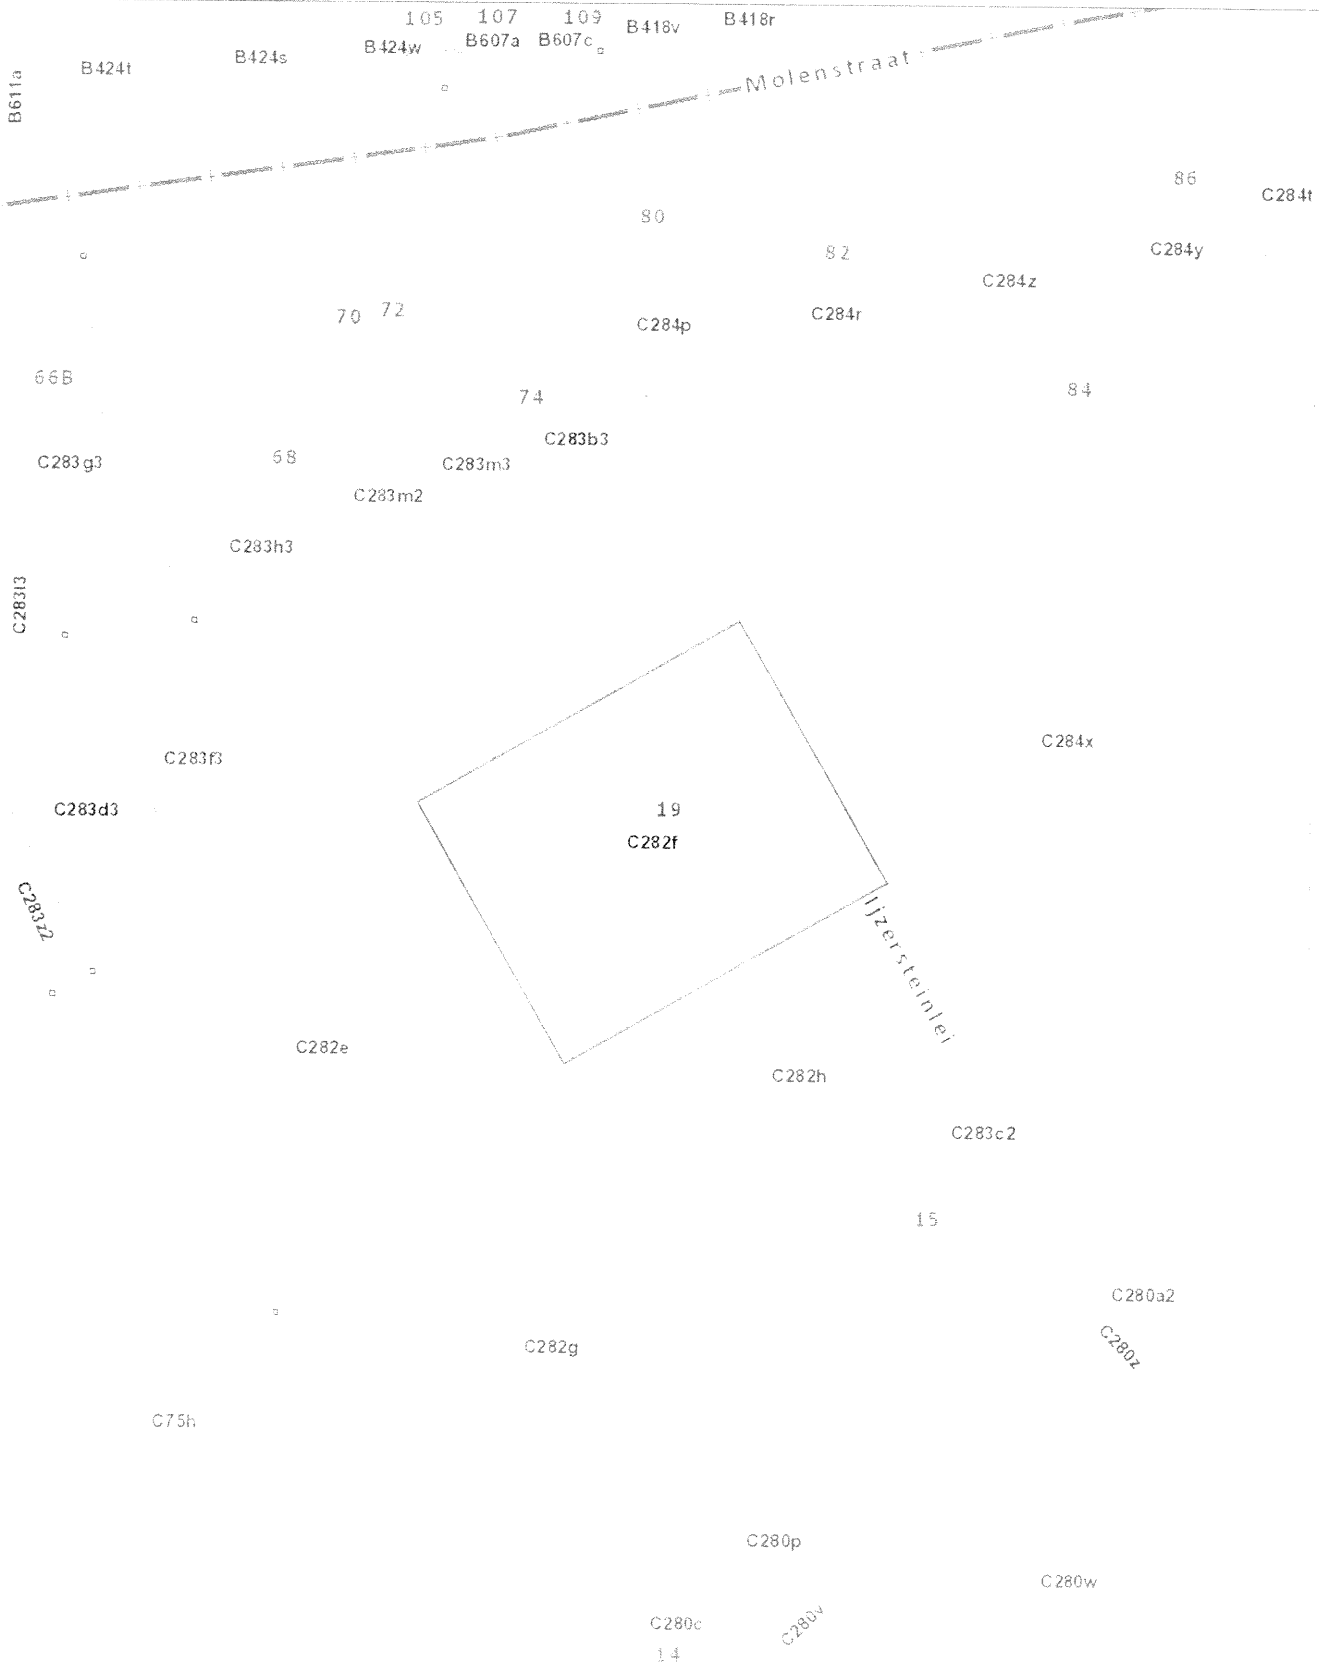 105 107 109 B418v B418r
B424t B424s B424w B607a B607c
B611a
Molenstraat
86
C284t
80
82 C284y
C284z
70 72 C284p C284r
66B
74 84
C283b3
C283g3 68 C283m3
C283m2
C283h3
C283l3
C284x
C283f3
C283d3 19
C282f
C283z2
Ijzersteinlei
C282e
C282h
C283c2
15
C280a2
C282g C280z
C75h
C280p
C280w
C280c C280v
14